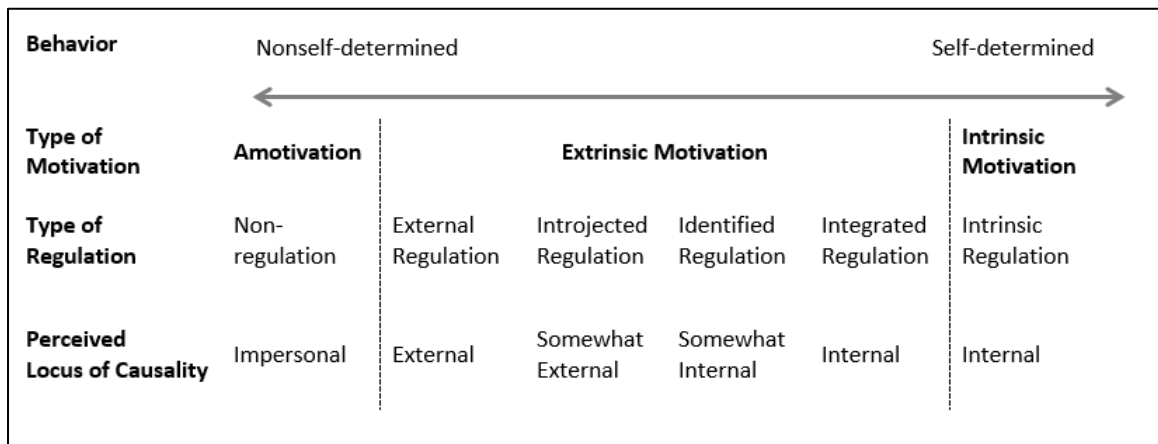 Behavior
Nonself-determined
Self-determined
Type of
Motivation
Amotivation
Extrinsic Motivation
Intrinsic
Motivation
Type of
Regulation
Non-
regulation
External
Regulation
Introjected
Regulation
Identified
Regulation
Integrated
Regulation
Intrinsic
Regulation
Perceived
Locus of Causality
Impersonal
External
Somewhat
External
Somewhat
Internal
Internal
Internal